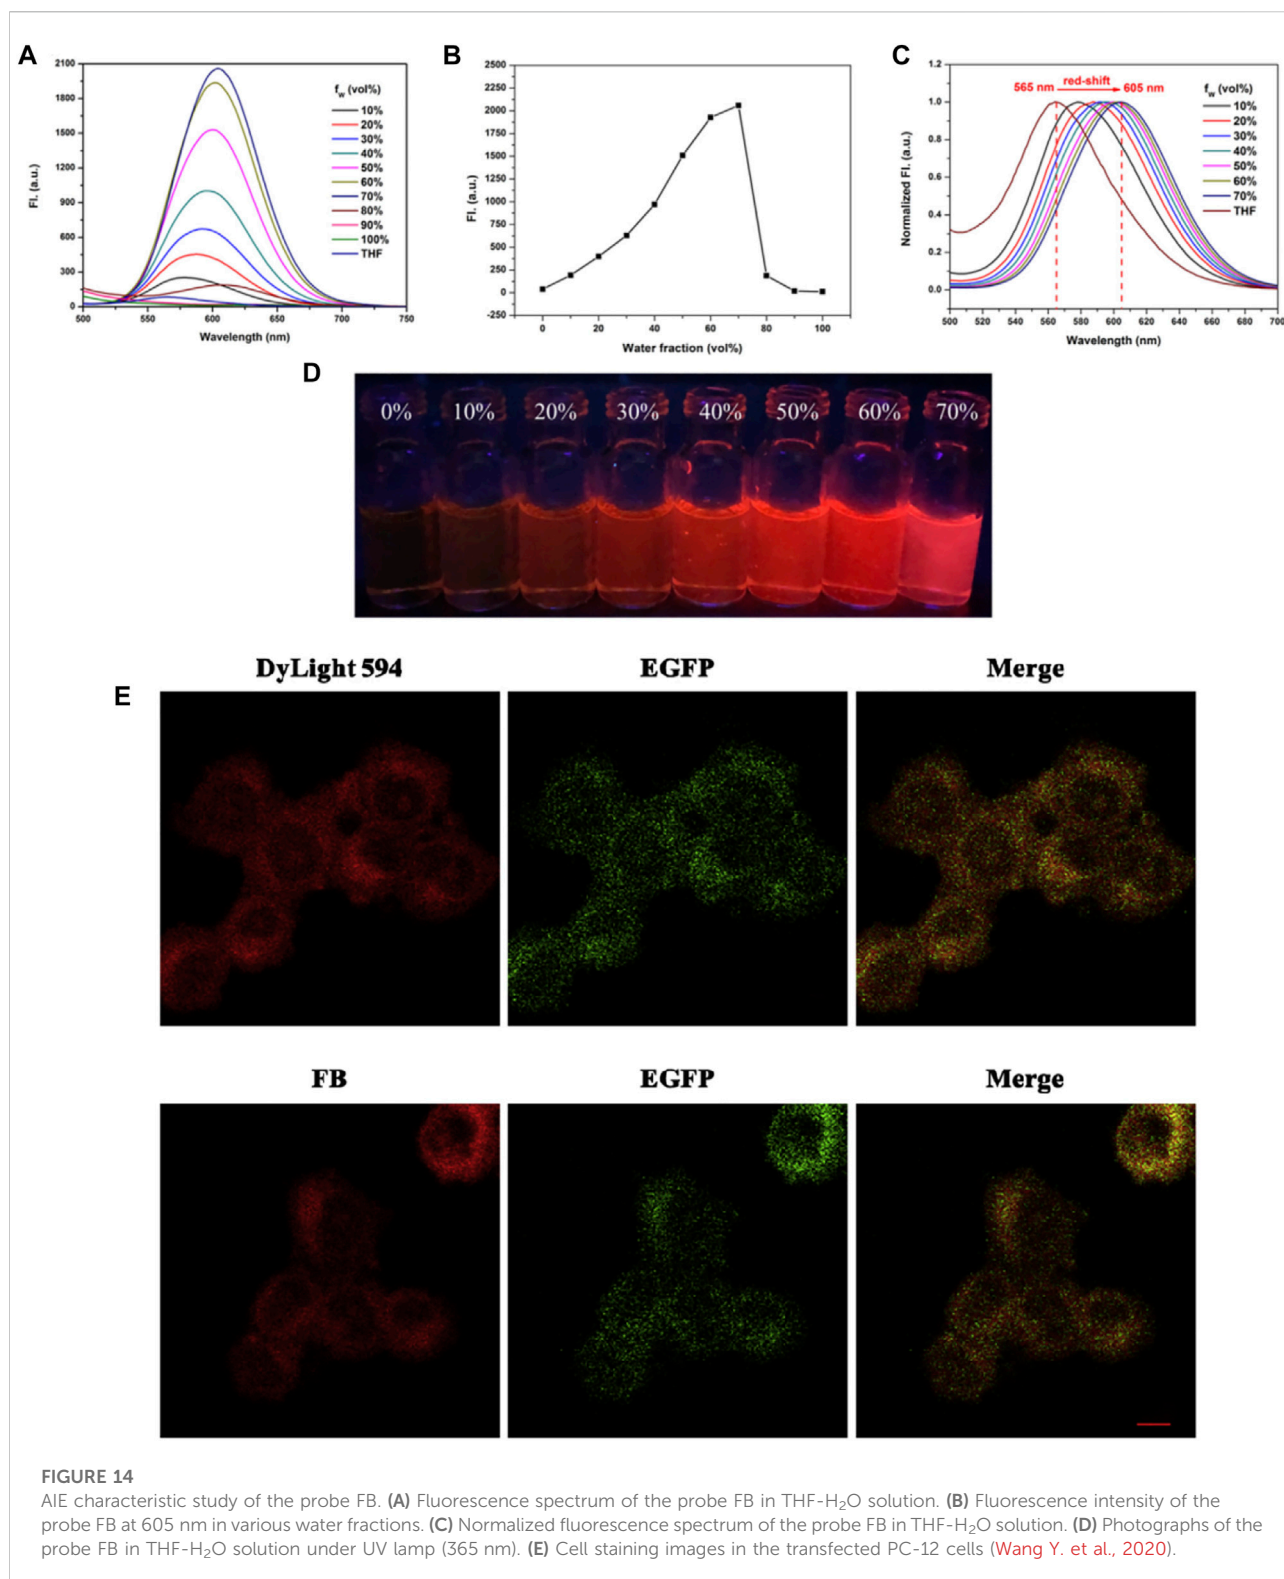 A
Fl. (a.u.)
2100
1800
1500
1200
900
600
300
0
500
550
600
650
700
750
Wavelength (nm)
fw (vol%)
10%
20%
30%
40%
50%
60%
70%
80%
90%
100%
THF
B
Fl. (a.u.)
2500
2250
2000
1750
1500
1250
1000
750
500
250
0
-250
0
20
40
60
80
100
Water fraction (vol%)
C
Normalized Fl. (a.u.)
1.2
1.0
0.8
0.6
0.4
0.2
0.0
500 520 540 560 580 600 620 640 660 680 700
Wavelength (nm)
red-shift
565 nm
605 nm
fw (vol%)
10%
20%
30%
40%
50%
60%
70%
THF
D
0% 10% 20% 30% 40% 50% 60% 70%
E
DyLight 594 EGFP Merge
FB EGFP Merge
FIGURE 14
AIE characteristic study of the probe FB. (A) Fluorescence spectrum of the probe FB in THF-H₂O solution. (B) Fluorescence intensity of the
probe FB at 605 nm in various water fractions. (C) Normalized fluorescence spectrum of the probe FB in THF-H₂O solution. (D) Photographs of the
probe FB in THF-H₂O solution under UV lamp (365 nm). (E) Cell staining images in the transfected PC-12 cells (Wang Y. et al., 2020).